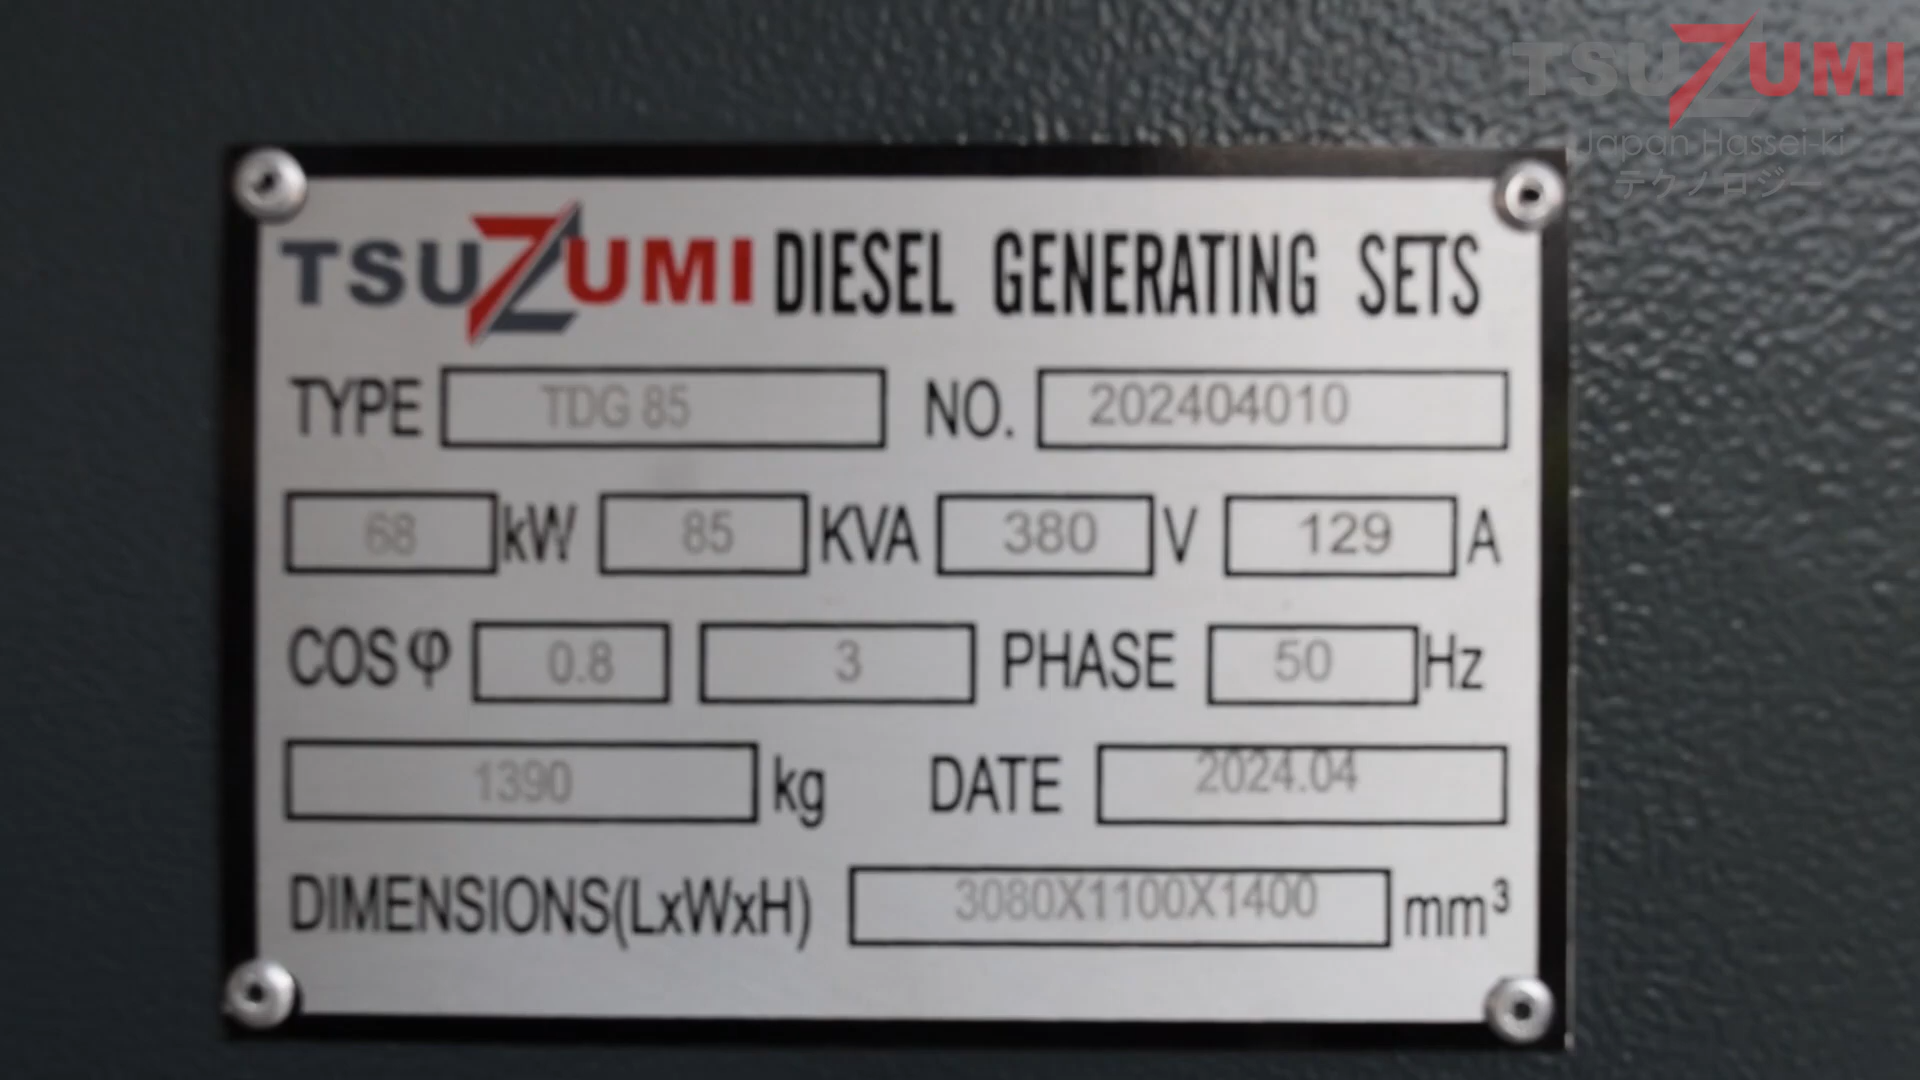 TSUZUMI
Japan Hassei-ki
テクノロジー
TSUZUMI DIESEL GENERATING SETS
TYPE TDG 85 NO. 202404010
68 kW 85 KVA 380 V 129 A
COS φ 0.8 3 PHASE 50 Hz
1390 kg DATE 2024.04
DIMENSIONS(LxWxH) 3080X1100X1400 mm³